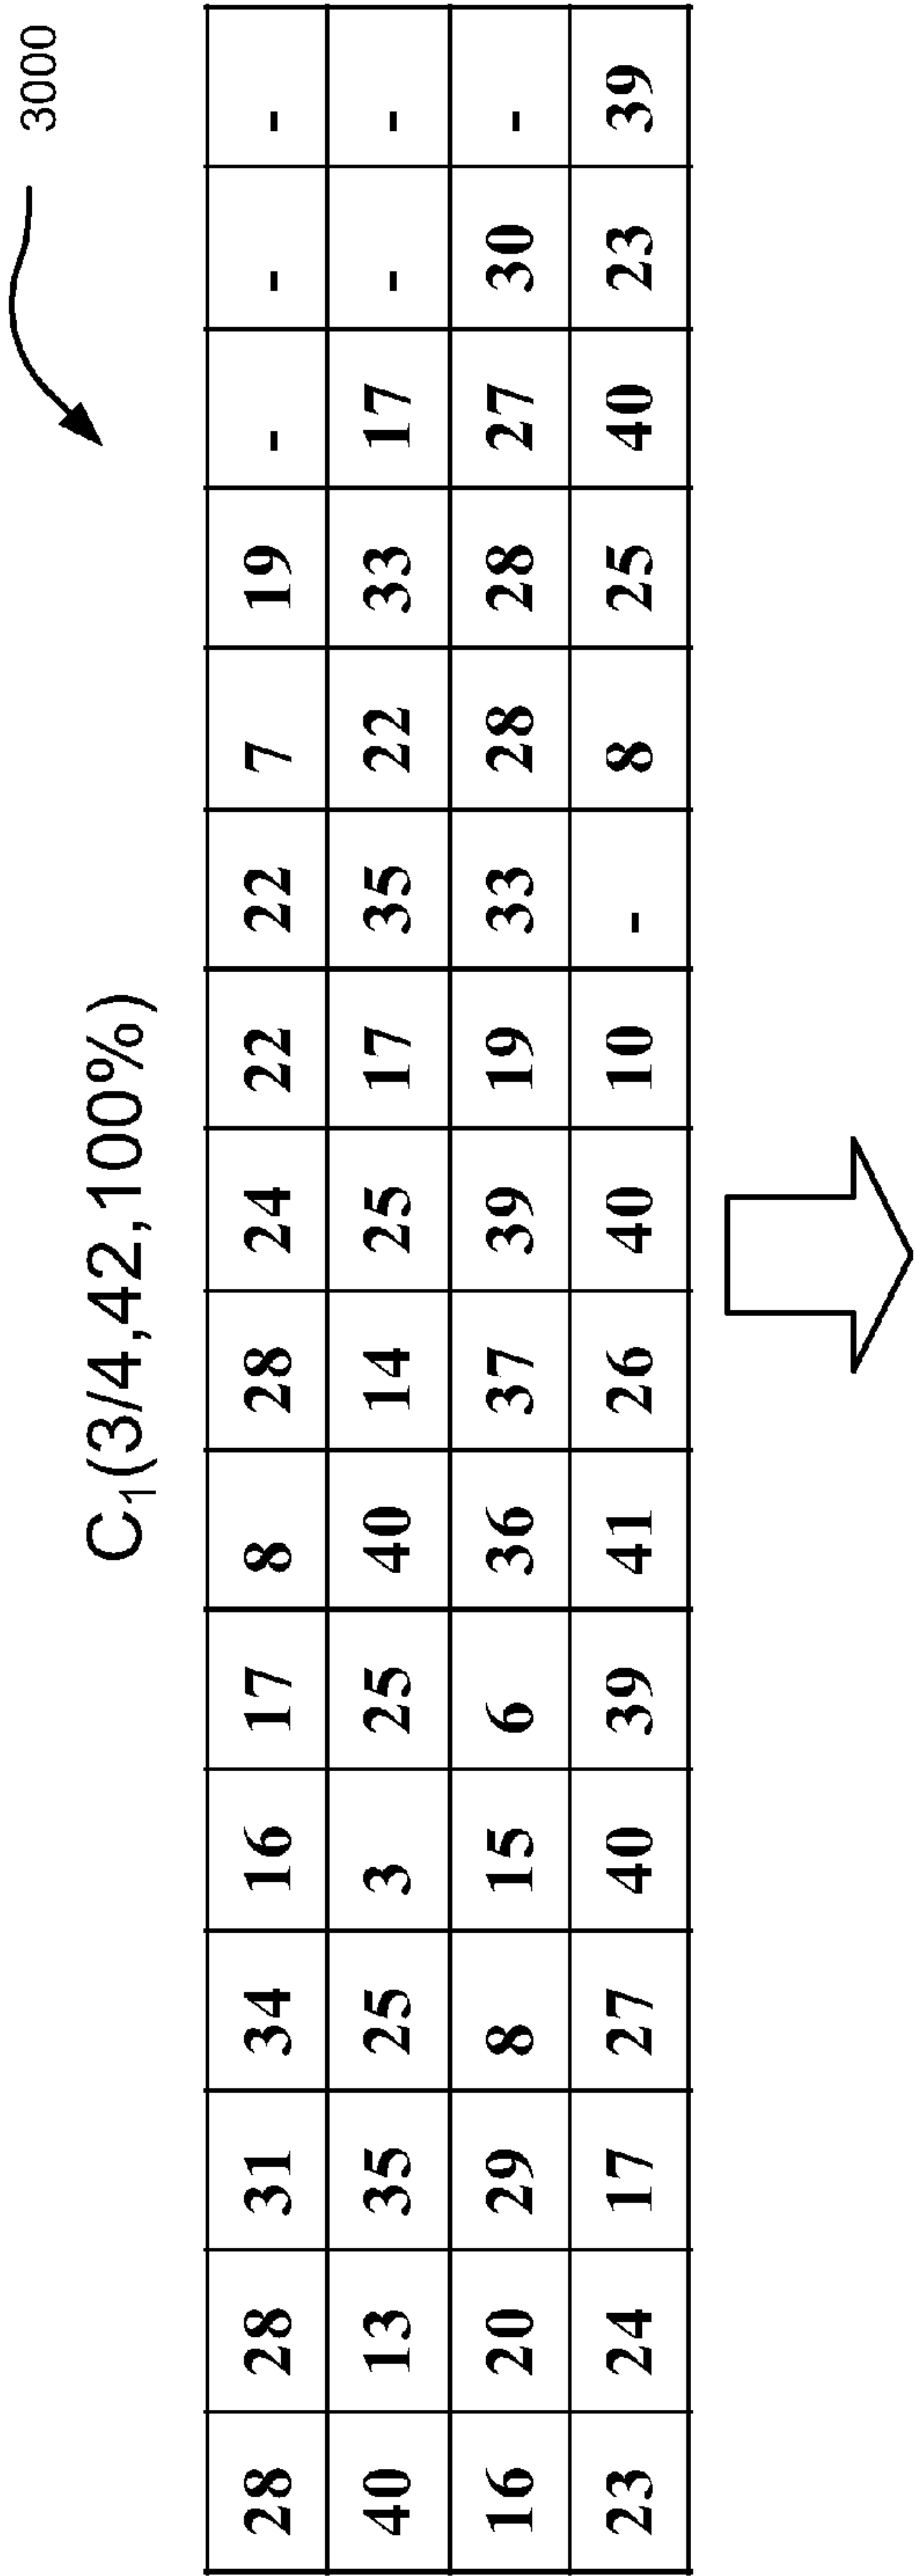 3000
C₁(3/4,42,100%)
28 28 31 34 16 17 8 28 24 22 22 7 19 - - -
40 13 35 25 3 25 40 14 25 17 35 22 33 17 - -
16 20 29 8 15 6 36 37 39 19 33 28 28 27 30 -
23 24 17 27 40 39 41 26 40 10 - 8 25 40 23 39